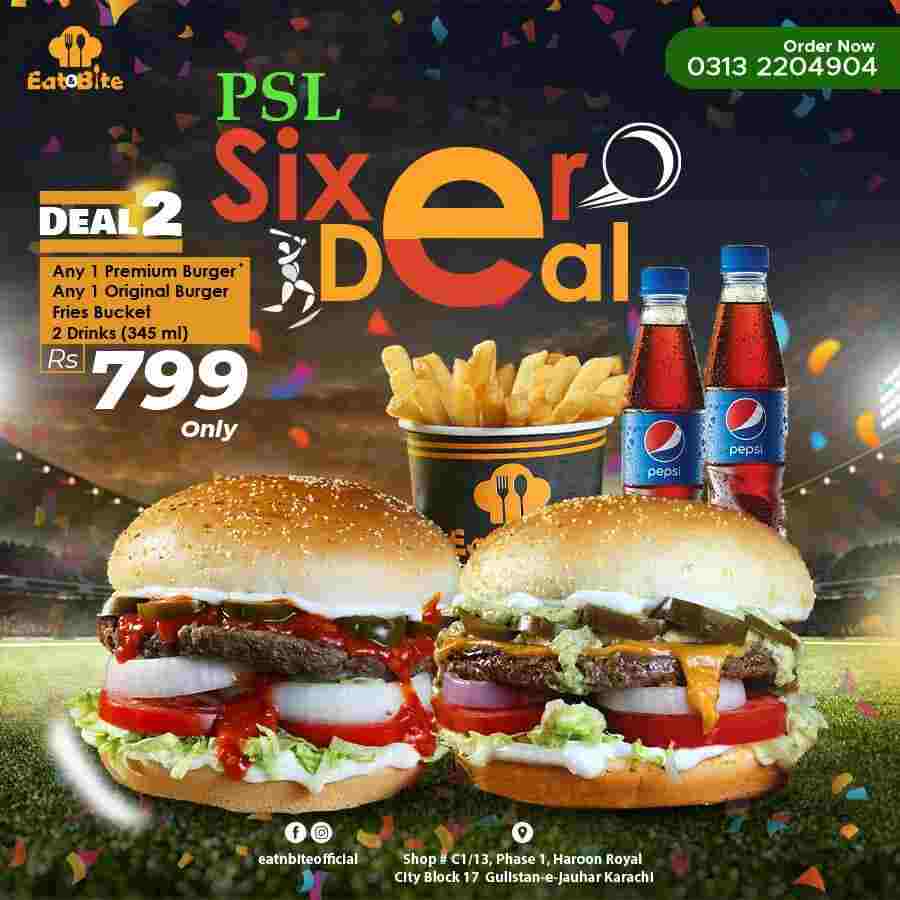 Eat&Bite
Order Now
0313 2204904
PSL
Sixer
Deal
DEAL 2
Any 1 Premium Burger*
Any 1 Original Burger
Fries Bucket
2 Drinks (345 ml)
Rs 799
Only
pepsi
pepsi
eatnbiteofficial
Shop # C1/13, Phase 1, Haroon Royal
City Block 17 Gulistan-e-Jauhar Karachi